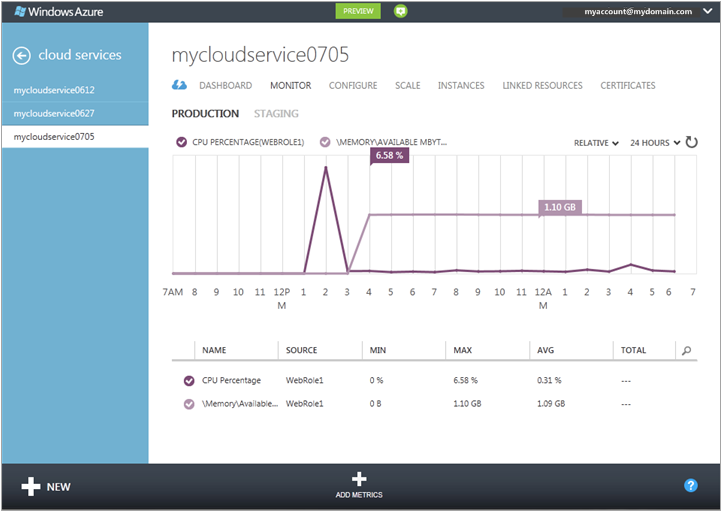 Windows Azure
PREVIEW
myaccount@mydomain.com
cloud services
mycloudservice0612
mycloudservice0627
mycloudservice0705
mycloudservice0705
DASHBOARD MONITOR CONFIGURE SCALE INSTANCES LINKED RESOURCES CERTIFICATES
PRODUCTION STAGING
CPU PERCENTAGE(WEBROLE1) \MEMORY\AVAILABLE MBYT... RELATIVE 24 HOURS
6.58 %
1.10 GB
7AM 8 9 10 11 12PM 1 2 3 4 5 6 7 8 9 10 11 12AM 1 2 3 4 5 6 7
NAME SOURCE MIN MAX AVG TOTAL
CPU Percentage WebRole1 0 % 6.58 % 0.31 % ---
\Memory\Available... WebRole1 0 B 1.10 GB 1.09 GB ---
NEW
ADD METRICS
?